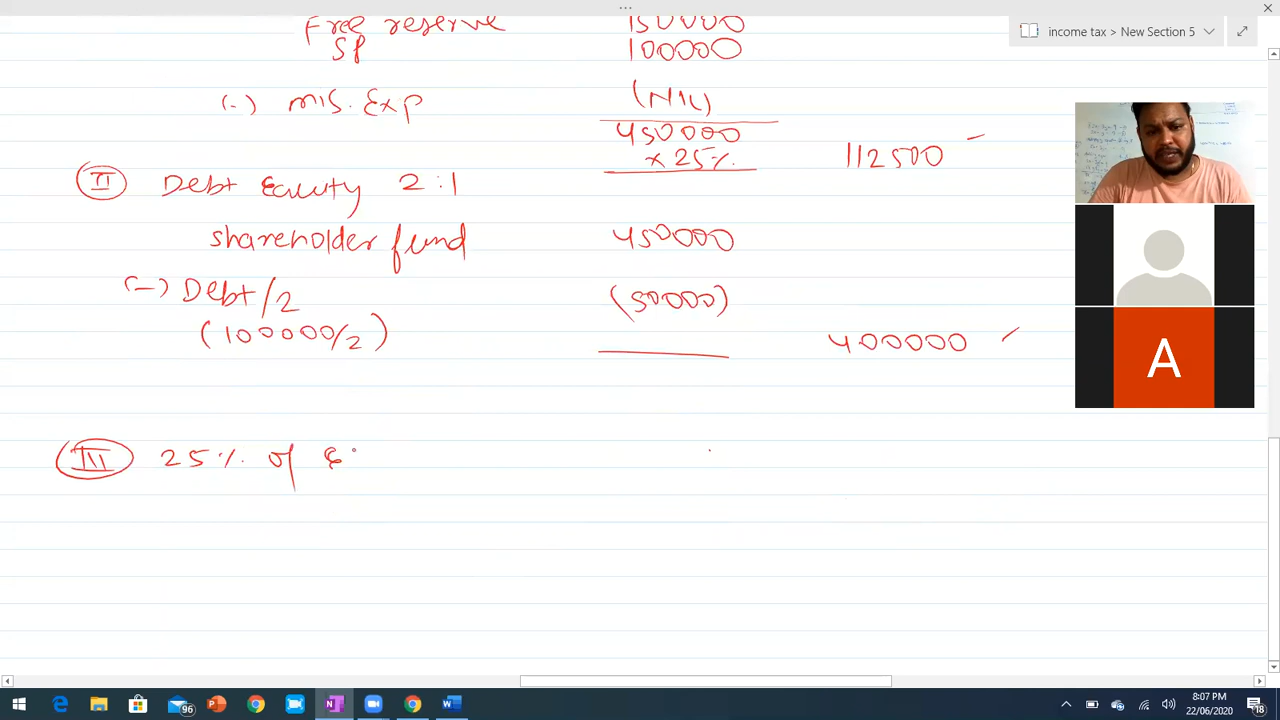 income tax > New Section 5
Free reserve 150000
SP 100000
(-) mis. Exp (NIL)
450000
x 25%. 112500
II Debt Equity 2:1
shareholder fund 450000
(-) Debt/2 (50000)
(100000/2) 400000
III 25%. of
A
96
8:07 PM
22/06/2020
18